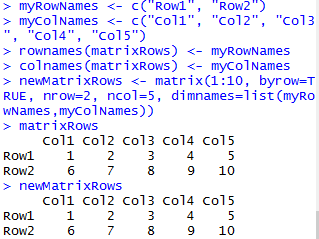 > myRowNames <- c("Row1", "Row2")
> myColNames <- c("Col1", "Col2", "Col3
", "Col4", "Col5")
> rownames(matrixRows) <- myRowNames
> colnames(matrixRows) <- myColNames
> newMatrixRows <- matrix(1:10, byrow=T
RUE, nrow=2, ncol=5, dimnames=list(myRo
wNames,myColNames))
> matrixRows
     Col1 Col2 Col3 Col4 Col5
Row1    1    2    3    4    5
Row2    6    7    8    9   10
> newMatrixRows
     Col1 Col2 Col3 Col4 Col5
Row1    1    2    3    4    5
Row2    6    7    8    9   10